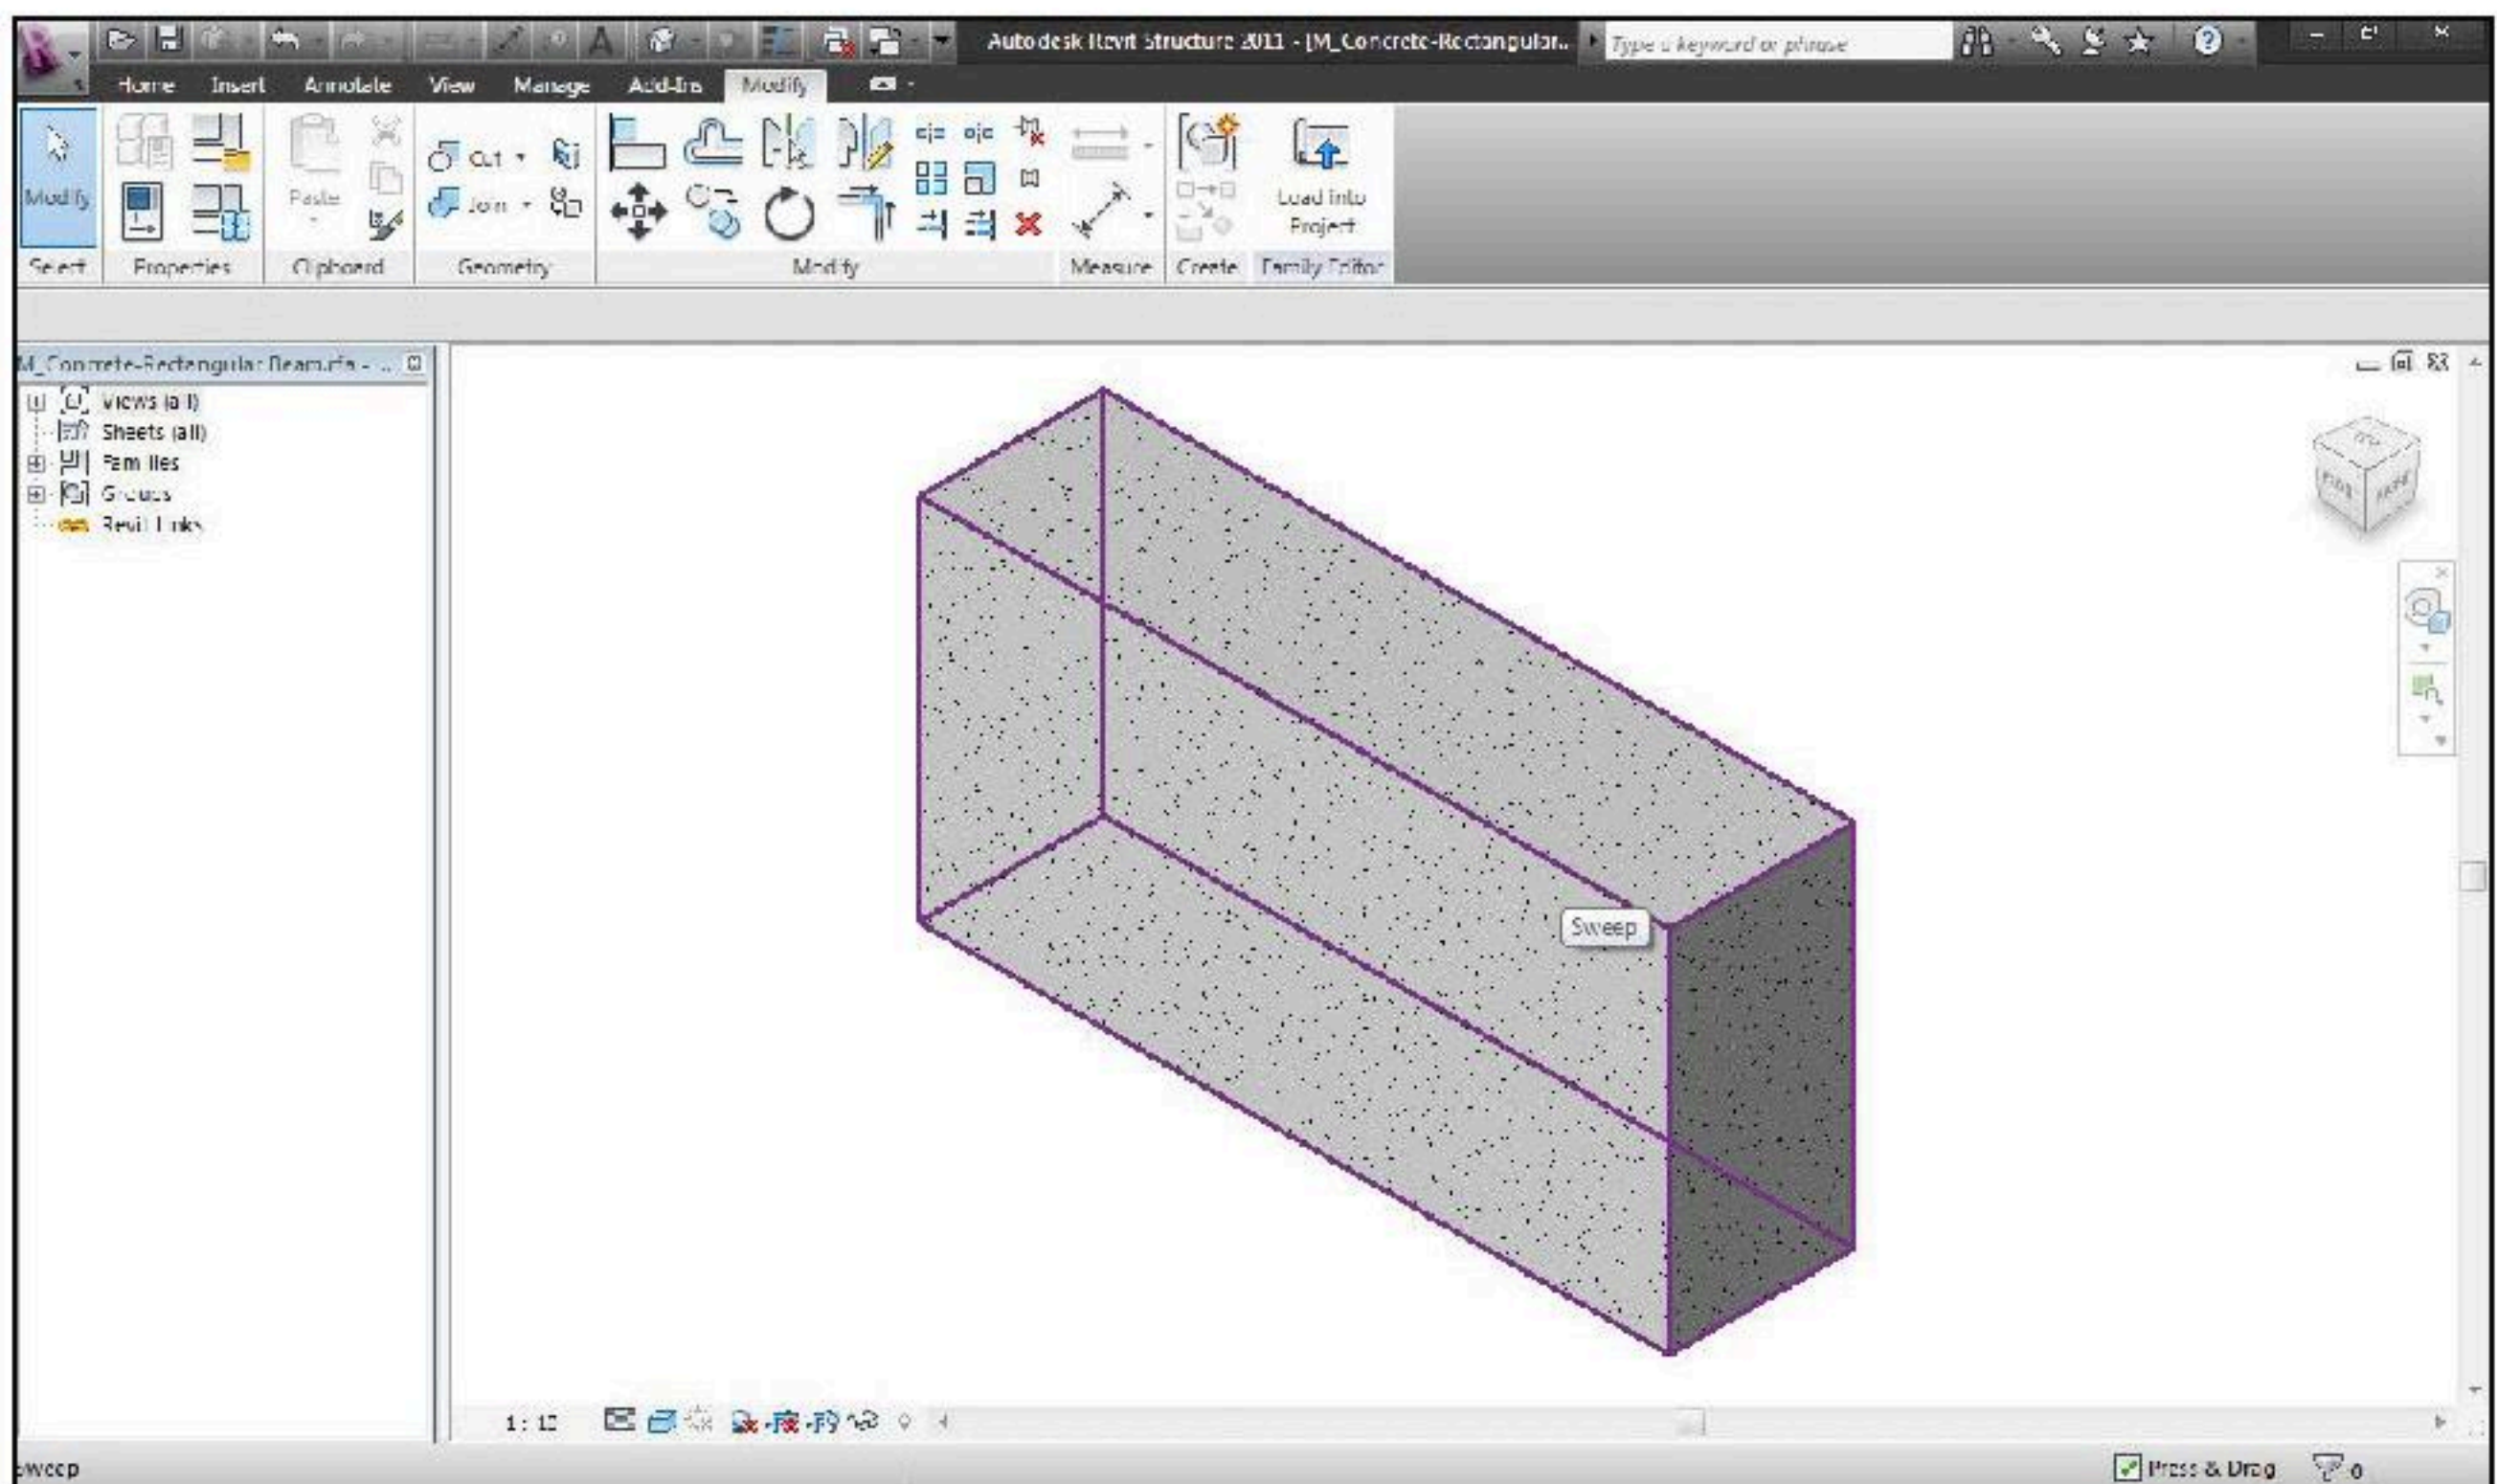 Autodesk Revit Structure 2011 - [M_Concrete-Rectangular... Type a keyword or phrase
Home Insert Annotate View Manage Add-Ins Modify
Modify Paste Cut Join Load into Project
Select Properties Clipboard Geometry Modify Measure Create Family Editor
M_Concrete-Rectangular Beam.rfa - ...
Views (all)
Sheets (all)
Families
Groups
Revit Links
Sweep
Sweep Press & Drag